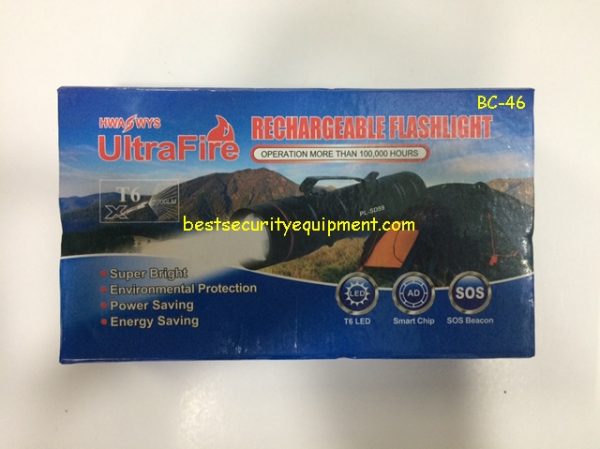 BC-46
HWASWYS
UltraFire
RECHARGEABLE FLASHLIGHT
OPERATION MORE THAN 100,000 HOURS
T6
X
PL-SD59
bestsecurityequipment.com
Super Bright
Environmental Protection
Power Saving
Energy Saving
LED
AD
SOS
T6 LED
Smart Chip
SOS Beacon